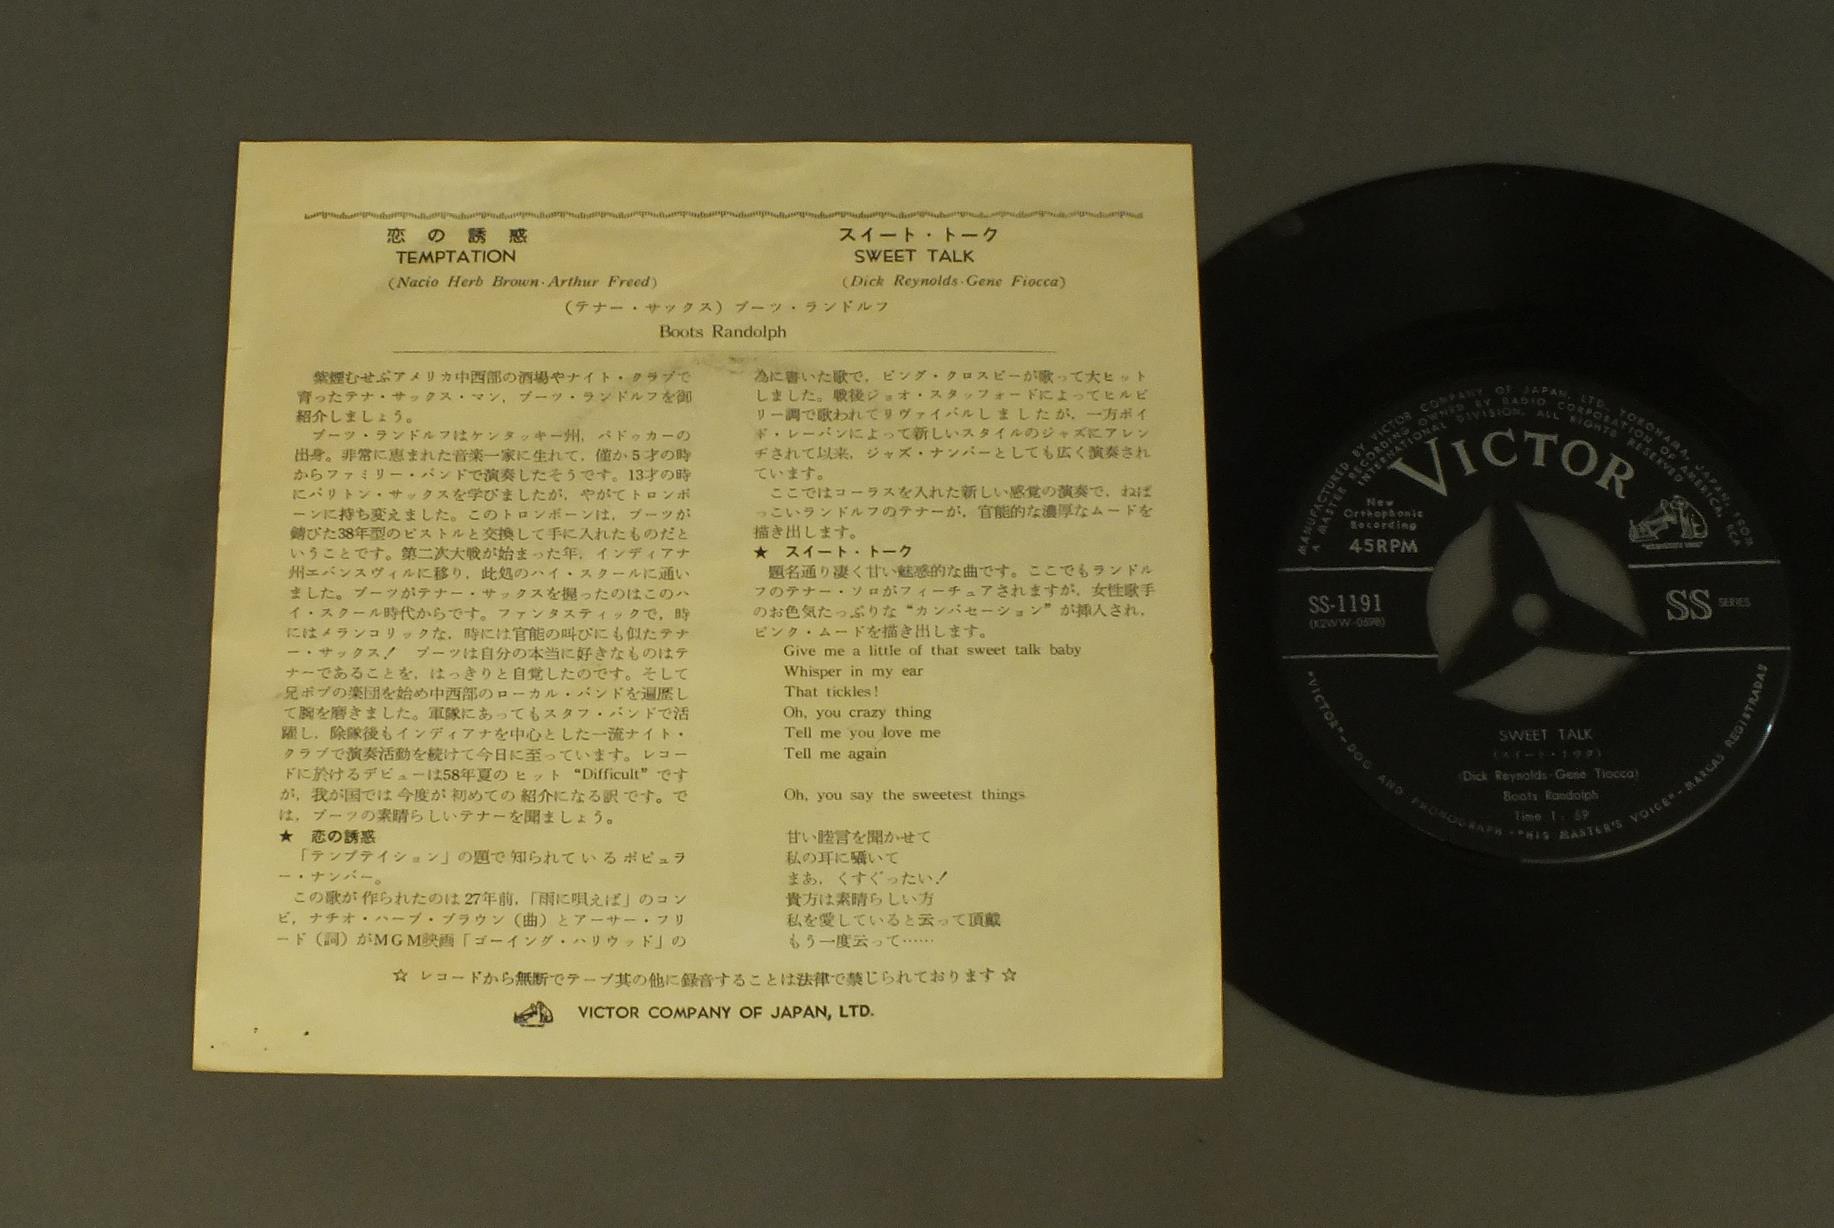 恋の誘惑
TEMPTATION
(Nacio Herb Brown·Arthur Freed)
スイート・トーク
SWEET TALK
(Dick Reynolds·Gene Fiocca)
(テナー・サックス) ブーツ・ランドルフ
Boots Randolph
紫煙むせぶアメリカ中西部の酒場やナイト・クラブで
育ったテナ・サックス・マン，ブーツ・ランドルフを御
紹介しましょう。
ブーツ・ランドルフはケンタッキー州，パドゥカーの
出身。非常に恵まれた音楽一家に生れて，僅か5才の時
からファミリー・バンドで演奏したそうです。13才の時
にバリトン・サックスを学びましたが，やがてトロンボ
ーンに持ち変えました。このトロンボーンは，ブーツが
錆びた38年型のピストルと交換して手に入れたものだと
いうことです。第二次大戦が始まった年，インディアナ
州エバンスヴィルに移り，此処のハイ・スクールに通い
ました。ブーツがテナー・サックスを握ったのはこのハ
イ・スクール時代からです。ファンタスティックで，時
にはメランコリックな，時には官能の叫びにも似たテナ
ー・サックス！ ブーツは自分の本当に好きなものはテ
ナーであることを，はっきりと自覚したのです。そして
兄ボブの楽団を始め中西部のローカル・バンドを遍歴し
て腕を磨きました。軍隊にあってもスタフ・バンドで活
躍し，除隊後もインディアナを中心とした一流ナイト・
クラブで演奏活動を続けて今日に至っています。レコー
ドに於けるデビューは58年夏のヒット “Difficult” です
が，我が国では今度が初めての紹介になる訳です。で
は，ブーツの素晴らしいテナーを聞ましょう。
★ 恋の誘惑
「テンプテイション」の題で知られているポピュラ
ー・ナンバー。
この歌が作られたのは27年前，「雨に唄えば」のコン
ビ，ナチオ・ハーブ・ブラウン（曲）とアーサー・フリ
ード（詞）がMGM映画「ゴーイング・ハリウッド」の
為に書いた歌で，ビング・クロスビーが歌って大ヒット
しました。戦後ジョオ・スタッフォードによってヒルビ
リー調で歌われてリヴァイバルしましたが，一方ボイ
ド・レーバンによって新しいスタイルのジャズにアレン
ヂされて以来，ジャズ・ナンバーとしても広く演奏され
ています。
ここではコーラスを入れた新しい感覚の演奏で，ねば
っこいランドルフのテナーが，官能的な濃厚なムードを
描き出します。
★ スイート・トーク
題名通り凄く甘い魅惑的な曲です。ここでもランドル
フのテナー・ソロがフィーチュアされますが，女性歌手
のお色気たっぷりな “カンバセーション” が挿入され，
ピンク・ムードを描き出します。
Give me a little of that sweet talk baby
Whisper in my ear
That tickles!
Oh, you crazy thing
Tell me you love me
Tell me again
Oh, you say the sweetest things
甘い睦言を聞かせて
私の耳に囁いて
まあ，くすぐったい！
貴方は素晴らしい方
私を愛していると云って頂戴
もう一度云って……
☆ レコードから無断でテープ其の他に録音することは法律で禁じられております ☆
VICTOR COMPANY OF JAPAN, LTD.
MANUFACTURED BY VICTOR COMPANY OF JAPAN, LTD. YOKOHAMA, JAPAN, FROM
A MASTER RECORDING OWNED BY RADIO CORPORATION OF AMERICA, RCA
INTERNATIONAL DIVISION. ALL RIGHTS RESERVED
VICTOR
New
Orthophonic
Recording
45RPM
SS-1191
(K2WW-0598)
SS SERIES
SWEET TALK
(Dick Reynolds-Gene Tiocca)
Boots Randolph
Time 1:59
"VICTOR"–DOG AND PHONOGRAPH–"HIS MASTER'S VOICE"–MARCAS REGISTRADAS